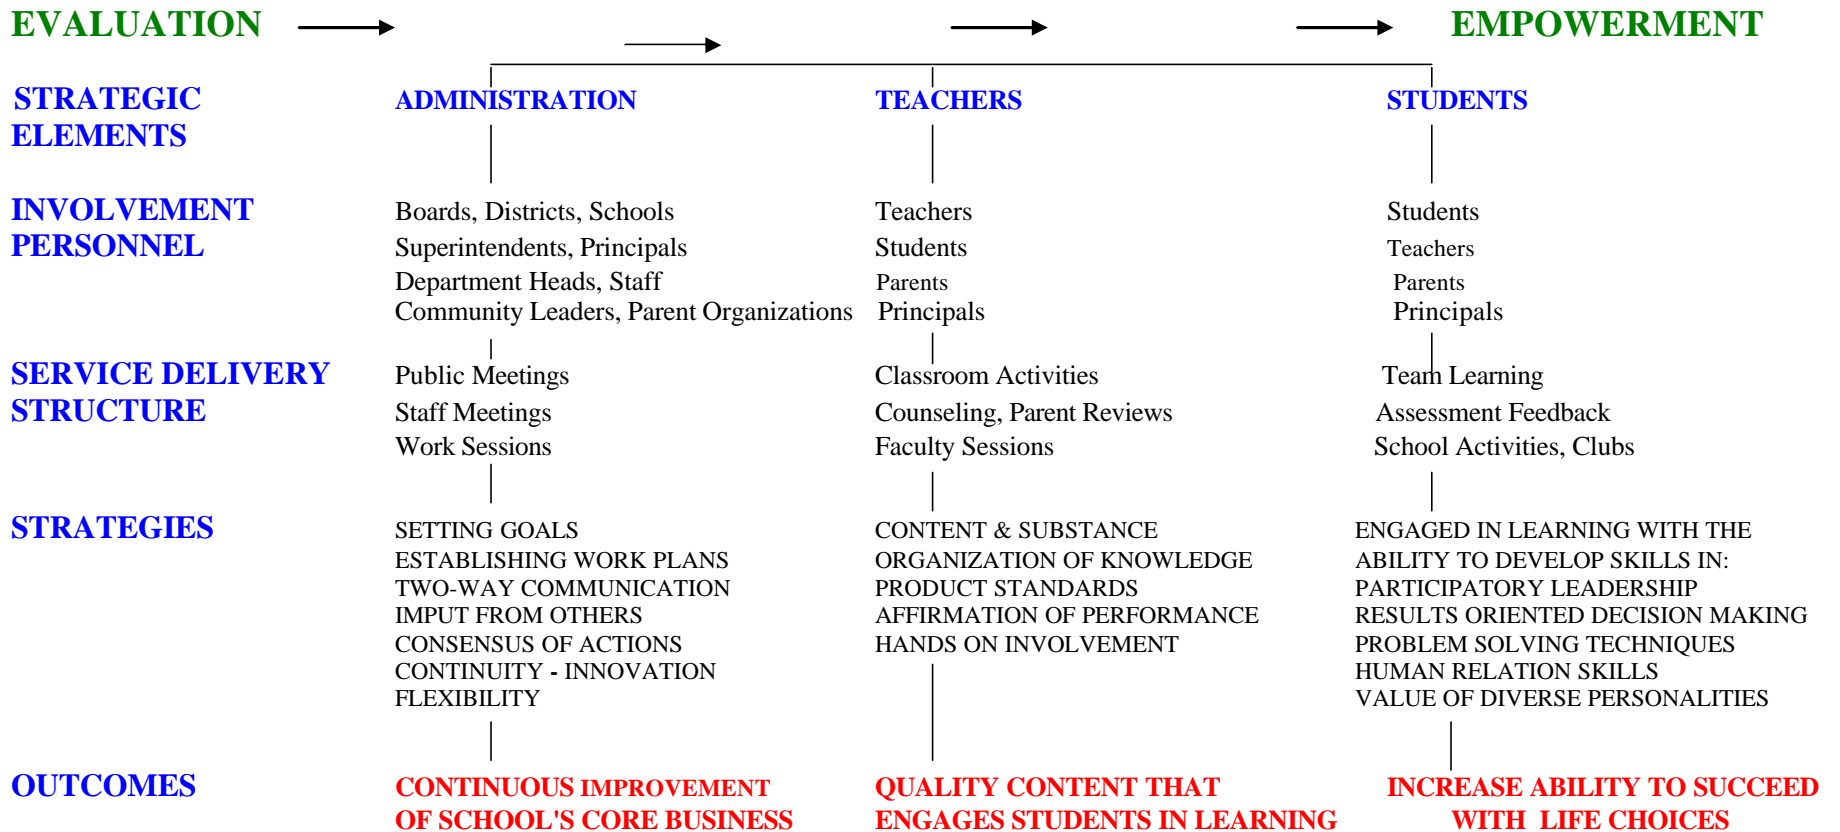 EVALUATION EMPOWERMENT
STRATEGIC ELEMENTS ADMINISTRATION TEACHERS STUDENTS
INVOLVEMENT Boards, Districts, Schools Teachers Students
PERSONNEL Superintendents, Principals Students Teachers
Department Heads, Staff Parents Parents
Community Leaders, Parent Organizations Principals Principals
SERVICE DELIVERY Public Meetings Classroom Activities Team Learning
STRUCTURE Staff Meetings Counseling, Parent Reviews Assessment Feedback
Work Sessions Faculty Sessions School Activities, Clubs
STRATEGIES SETTING GOALS CONTENT & SUBSTANCE ENGAGED IN LEARNING WITH THE
ESTABLISHING WORK PLANS ORGANIZATION OF KNOWLEDGE ABILITY TO DEVELOP SKILLS IN:
TWO-WAY COMMUNICATION PRODUCT STANDARDS PARTICIPATORY LEADERSHIP
IMPUT FROM OTHERS AFFIRMATION OF PERFORMANCE RESULTS ORIENTED DECISION MAKING
CONSENSUS OF ACTIONS HANDS ON INVOLVEMENT PROBLEM SOLVING TECHNIQUES
CONTINUITY - INNOVATION HUMAN RELATION SKILLS
FLEXIBILITY VALUE OF DIVERSE PERSONALITIES
OUTCOMES CONTINUOUS IMPROVEMENT QUALITY CONTENT THAT INCREASE ABILITY TO SUCCEED
OF SCHOOL'S CORE BUSINESS ENGAGES STUDENTS IN LEARNING WITH LIFE CHOICES